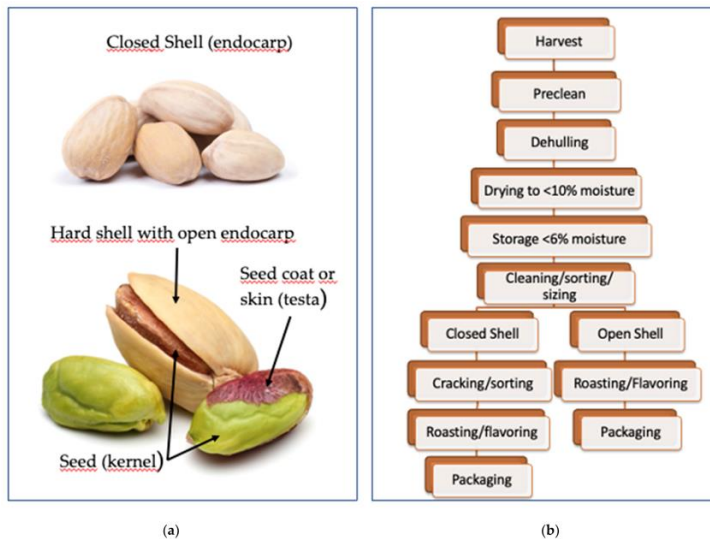 Closed Shell (endocarp)
Hard shell with open endocarp
Seed coat or
skin (testa)
Seed (kernel)
(a)
Harvest
Preclean
Dehulling
Drying to <10% moisture
Storage <6% moisture
Cleaning/sorting/
sizing
Closed Shell
Open Shell
Cracking/sorting
Roasting/Flavoring
Roasting/flavoring
Packaging
Packaging
(b)